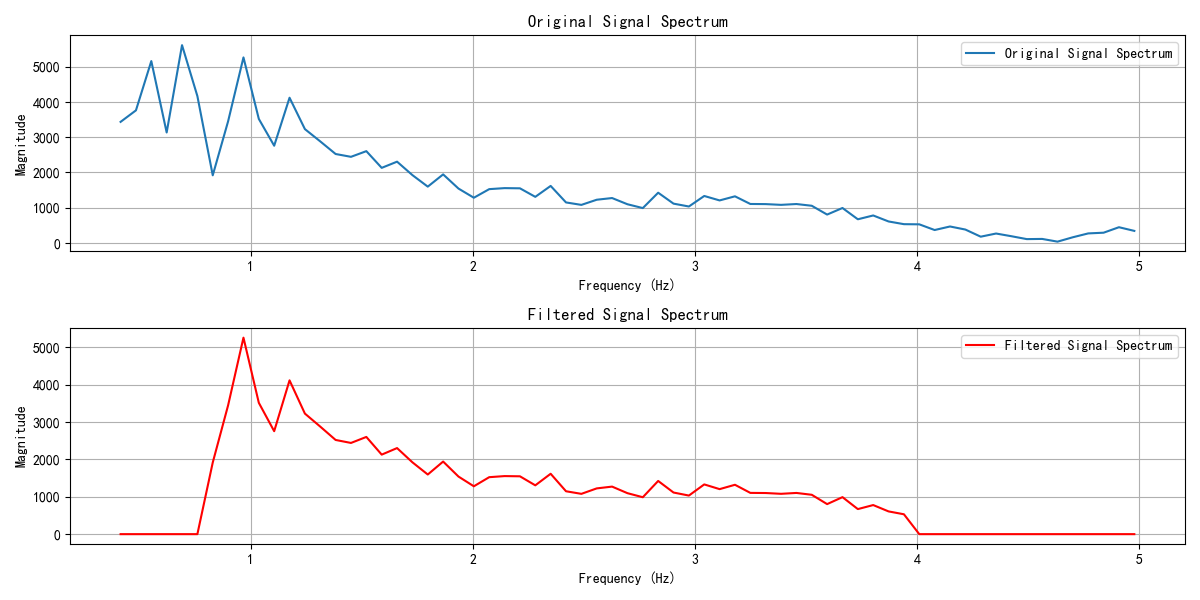 Original Signal Spectrum
Original Signal Spectrum
Magnitude
5000
4000
3000
2000
1000
0
1 2 3 4 5
Frequency (Hz)
Filtered Signal Spectrum
Filtered Signal Spectrum
Magnitude
5000
4000
3000
2000
1000
0
1 2 3 4 5
Frequency (Hz)